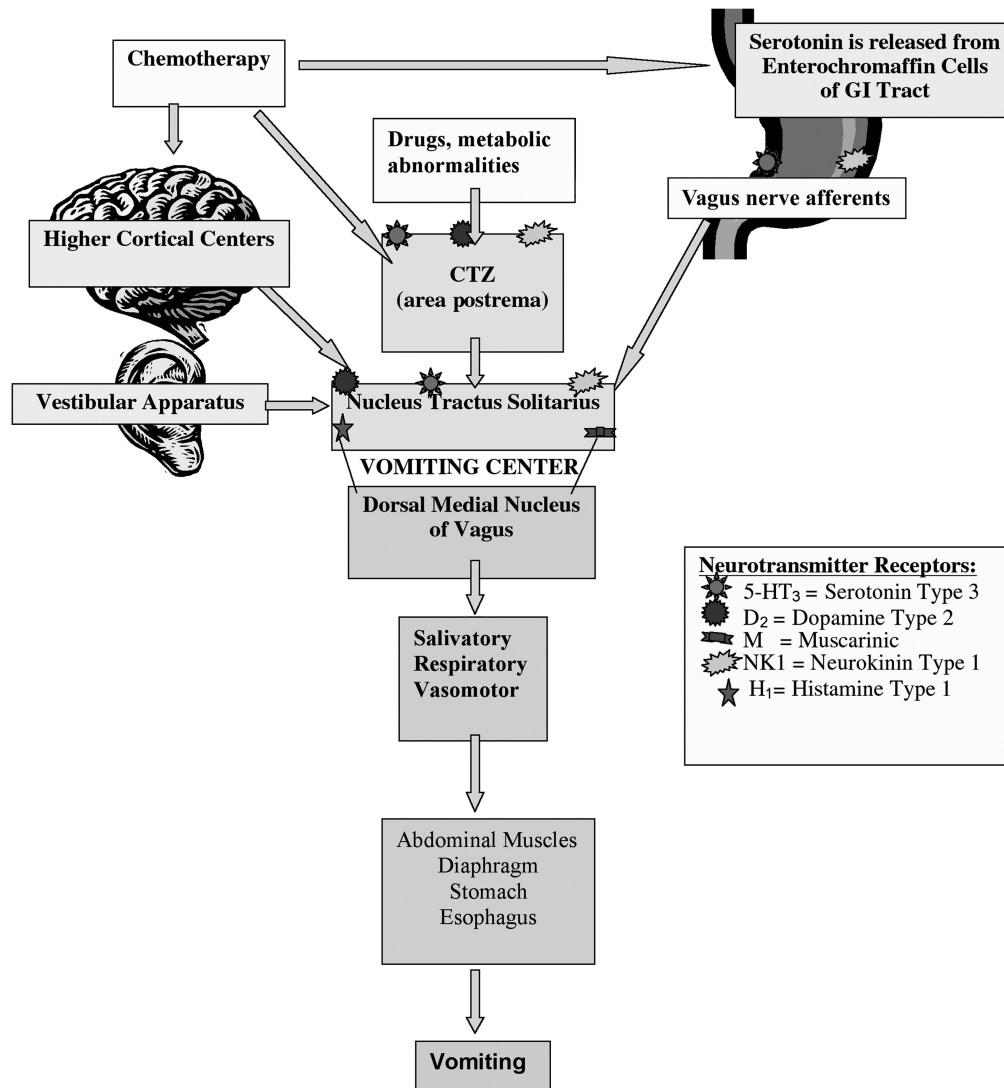 Chemotherapy
Serotonin is released from
Enterochromaffin Cells
of GI Tract
Drugs, metabolic
abnormalities
Vagus nerve afferents
Higher Cortical Centers
CTZ
(area postrema)
Vestibular Apparatus
Nucleus Tractus Solitarius
VOMITING CENTER
Dorsal Medial Nucleus
of Vagus
Neurotransmitter Receptors:
5-HT₃ = Serotonin Type 3
D₂ = Dopamine Type 2
M = Muscarinic
NK1 = Neurokinin Type 1
H₁= Histamine Type 1
Salivatory
Respiratory
Vasomotor
Abdominal Muscles
Diaphragm
Stomach
Esophagus
Vomiting